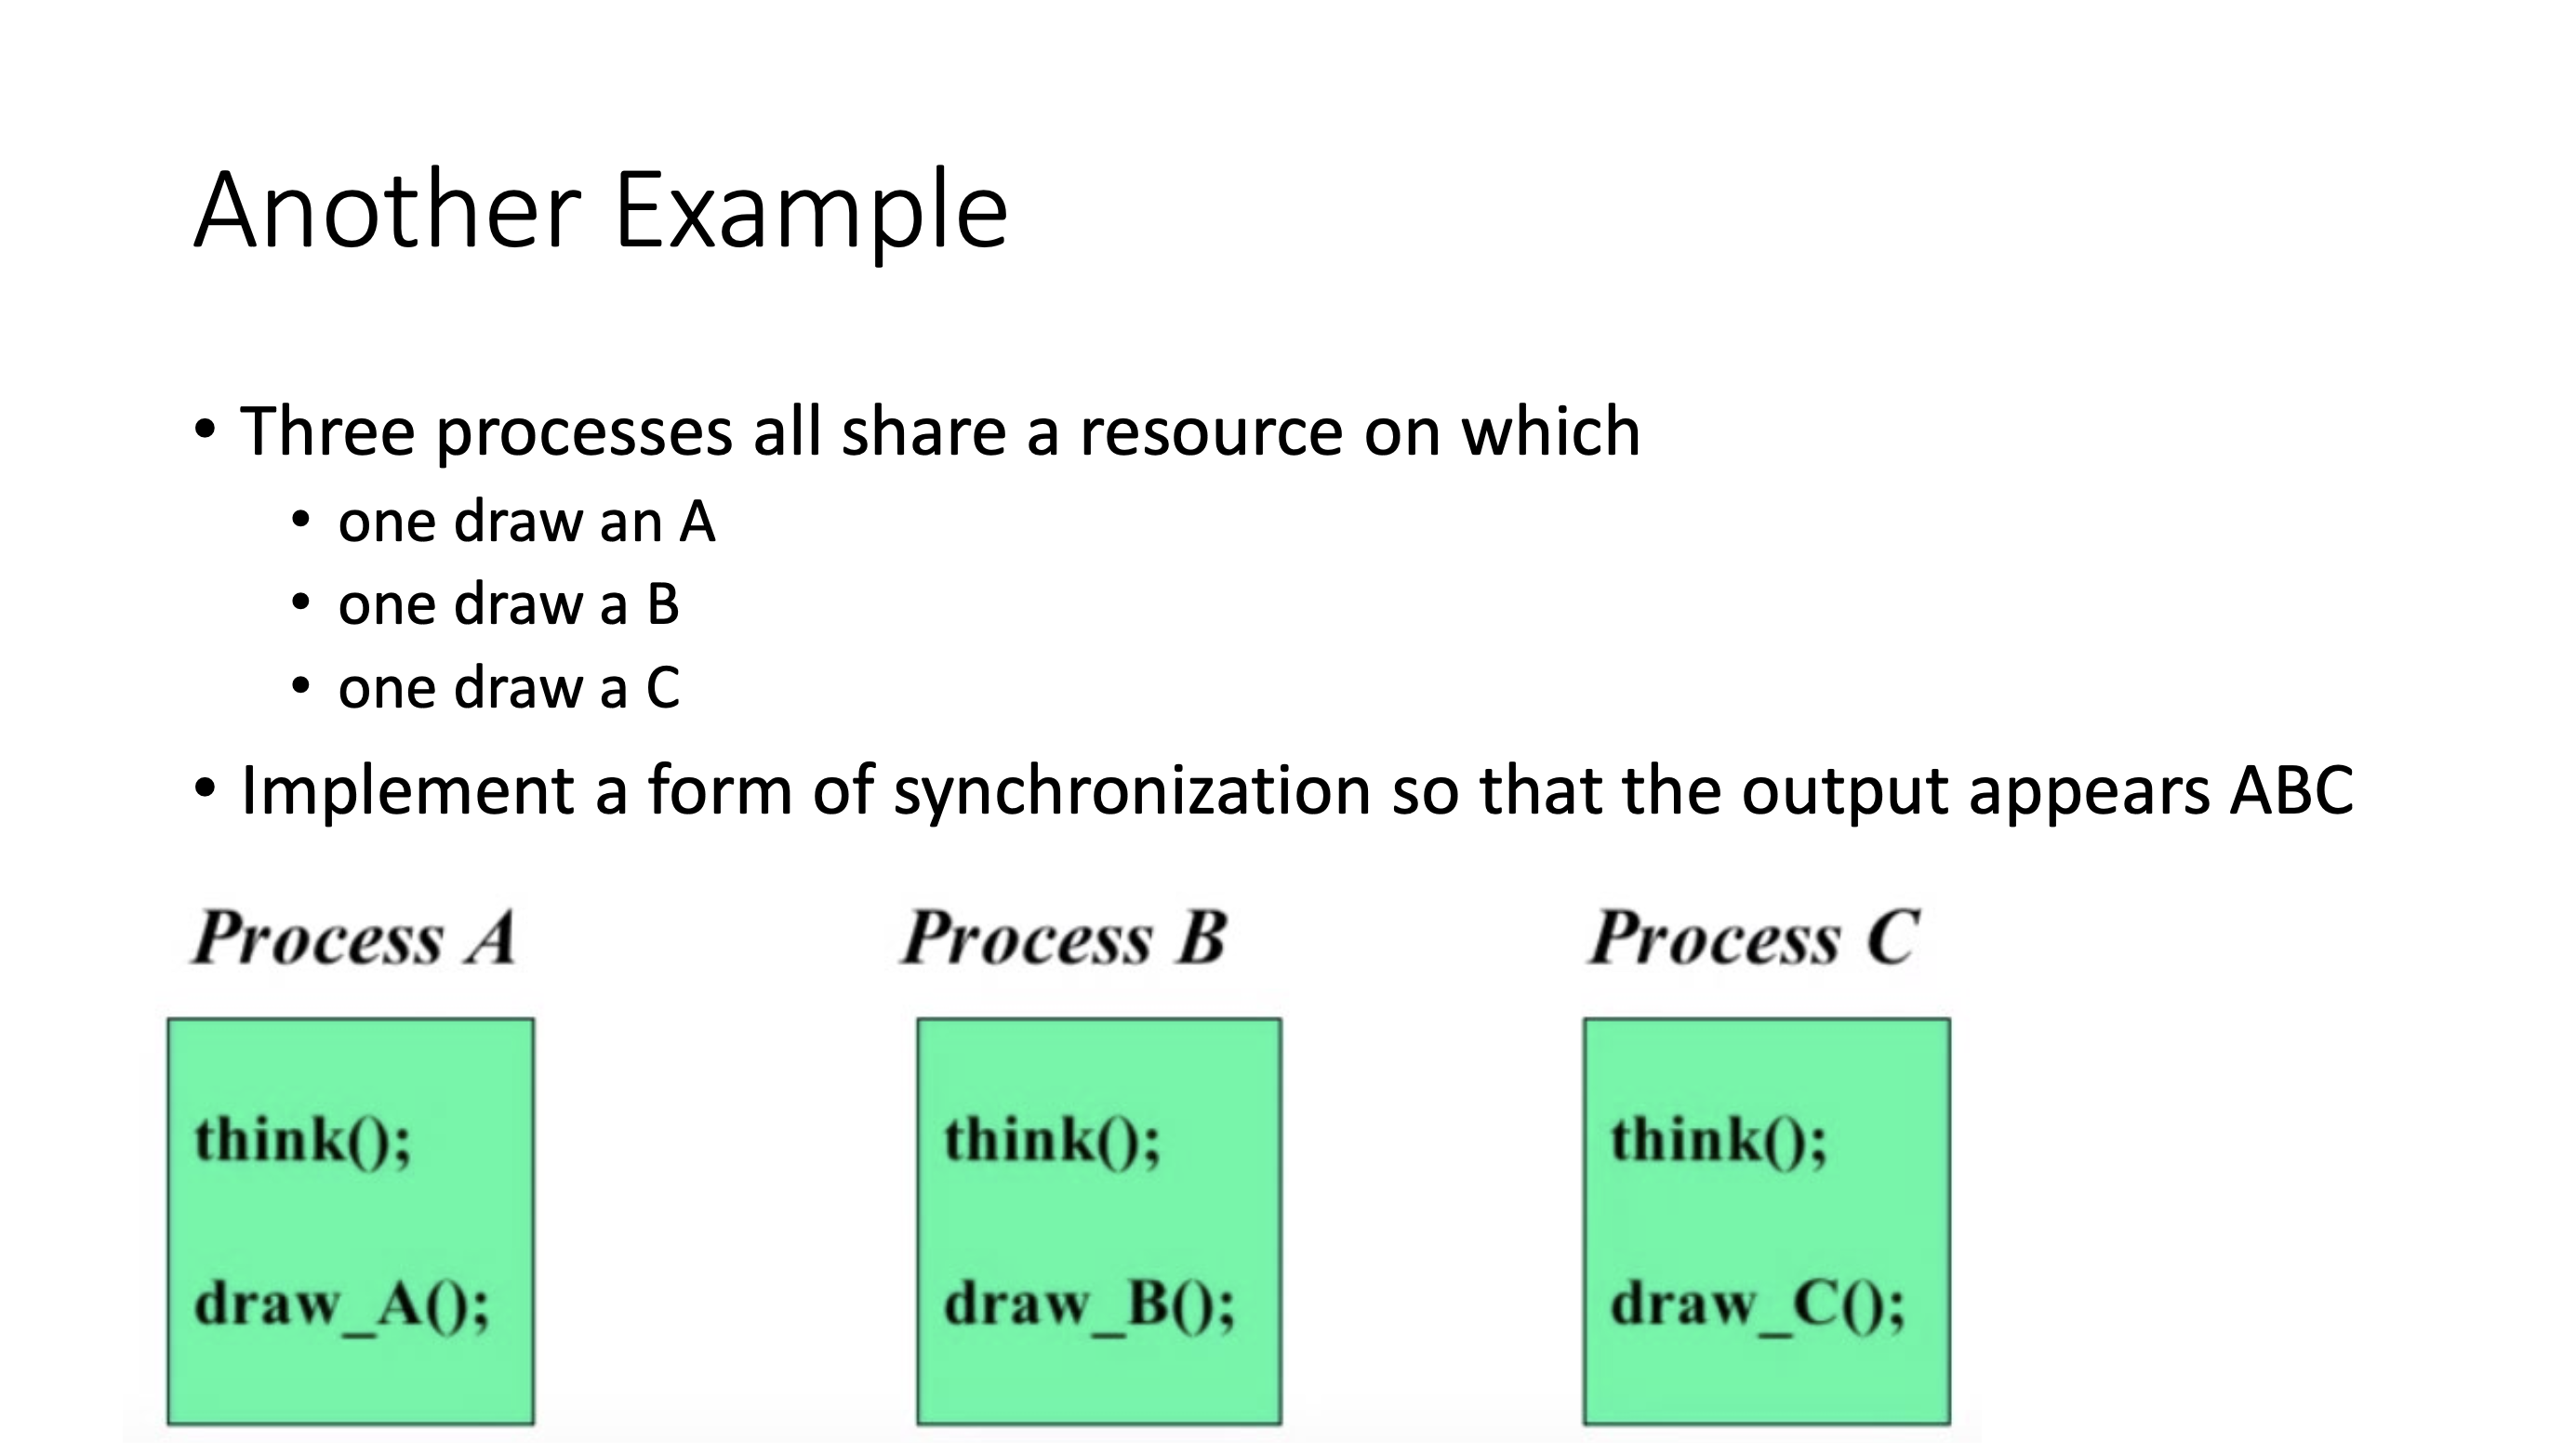 Another Example
• Three processes all share a resource on which
• one draw an A
• one draw a B
• one draw a C
• Implement a form of synchronization so that the output appears ABC
Process A
Process B
Process C
think();
think();
think();
draw_A();
draw_B();
draw_C();